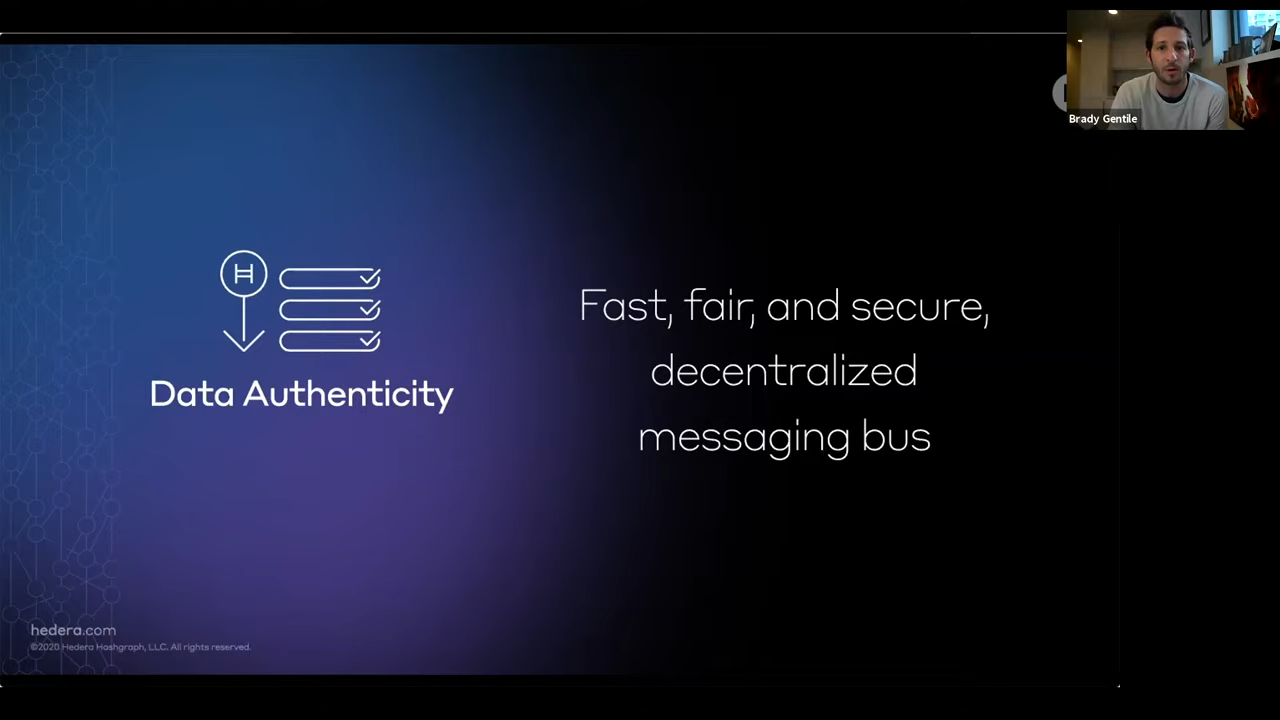 Brady Gentile
Data Authenticity
Fast, fair, and secure,
decentralized
messaging bus
hedera.com
©2020 Hedera Hashgraph, LLC. All rights reserved.